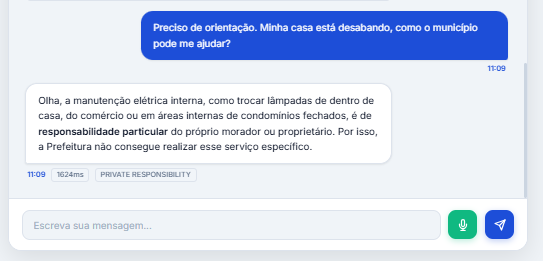 Preciso de orientação. Minha casa está desabando, como o município
pode me ajudar?
11:09
Olha, a manutenção elétrica interna, como trocar lâmpadas de dentro de
casa, do comércio ou em áreas internas de condomínios fechados, é de
responsabilidade particular do próprio morador ou proprietário. Por isso,
a Prefeitura não consegue realizar esse serviço específico.
11:09 1624ms PRIVATE RESPONSIBILITY
Escreva sua mensagem...